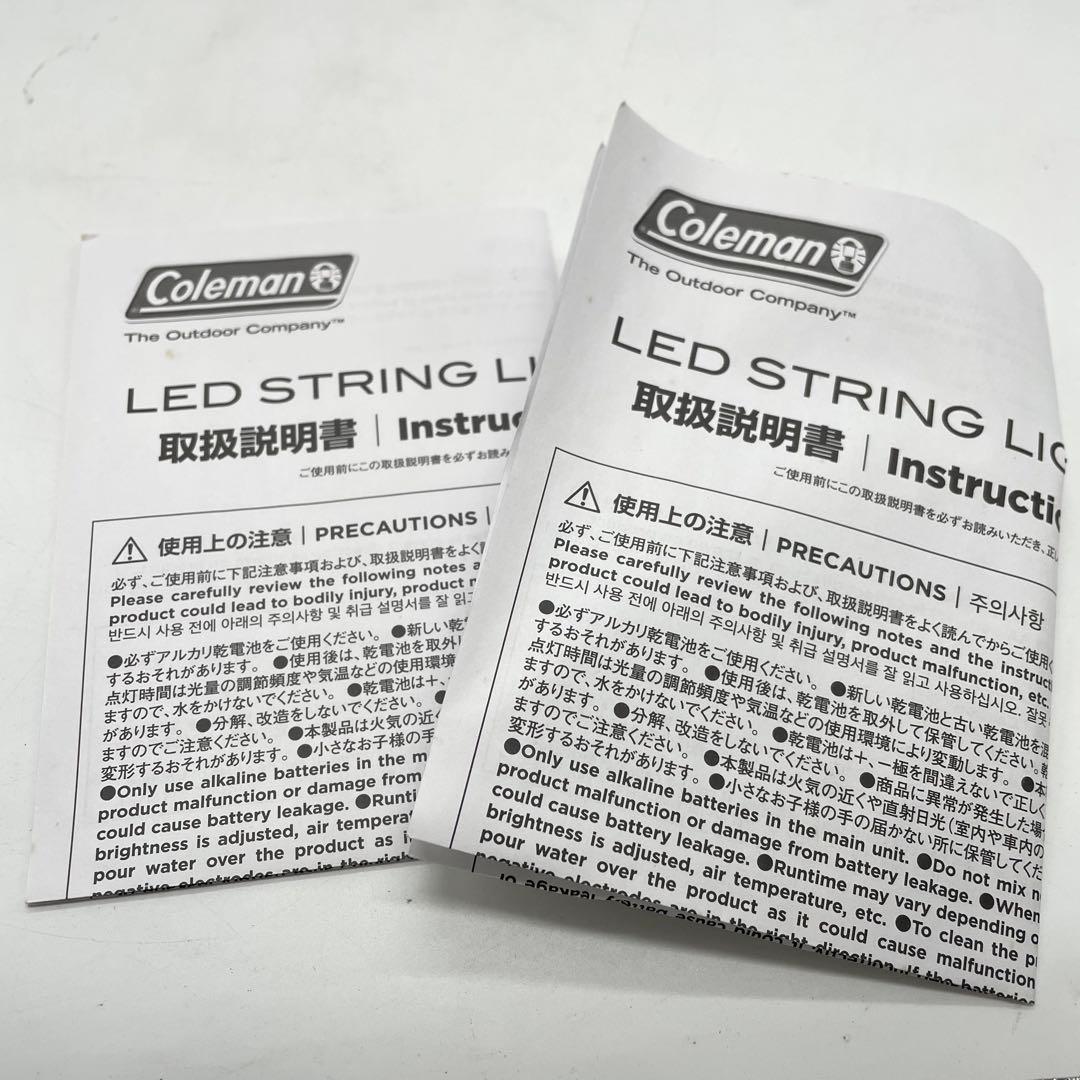 Coleman
The Outdoor Company™
LED STRING
取扱説明書 |
ご使用前にこの取扱説明書を必ずお読み
⚠ 使用上の注意 | PRECAUTIONS |
必ず、ご使用前に下記注意事項および、取扱説明書をよく
Please carefully review the following notes
product could lead to bodily injury, product
반드시 사용 전에 아래의 주의사항 및 취급 설명서를 잘 읽
●必ずアルカリ乾電池をご使用ください。 ●新しい乾
するおそれがあります。 ●使用後は、乾電池を取外
点灯時間は光量の調節頻度や気温などの使用環境
ますので、水をかけないでください。 ●乾電池は+、
があります。 ●分解、改造をしないでください。
ますのでご注意ください。 ●本製品は火気の近く
変形するおそれがあります。 ●小さなお子様の手
●Only use alkaline batteries in the
product malfunction or damage from
could cause battery leakage.
brightness is adjusted, air
pour water over the product as
negative electrodes are in the right
Coleman
The Outdoor Company™
LED STRING
取扱説明書 |
ご使用前にこの取扱説明書を必ずお読みいただき、正
⚠ 使用上の注意 | PRECAUTIONS | 주의사항
必ず、ご使用前に下記注意事項および、取扱説明書をよく読んでからご使用
Please carefully review the following notes and the
product could lead to bodily injury, product malfunction, etc.
반드시 사용 전에 아래의 주의사항 및 취급 설명서를 잘 읽고 사용하십시오. 잘못
●必ずアルカリ乾電池をご使用ください。 ●新しい乾電池と古い乾電池を混
するおそれがあります。 ●使用後は、乾電池を取外して保管してください。
点灯時間は光量の調節頻度や気温などの使用環境により変動します。
ますので、水をかけないでください。 ●乾電池は+、−極を間違えないで正しく
があります。 ●分解、改造をしないでください。 ●商品に異常が発生した場
ますのでご注意ください。 ●本製品は火気の近くや直射日光(室内や車内の
変形するおそれがあります。 ●小さなお子様の手の届かない所に保管してくだ
●Only use alkaline batteries in the main unit. ●Do not mix
product malfunction or damage from battery leakage. ●When
could cause battery leakage. ●Runtime may vary depending
brightness is adjusted, air temperature, etc. ●To clean the
pour water over the product as it could cause malfunction
negative electrodes are in the right direction. If the batteries